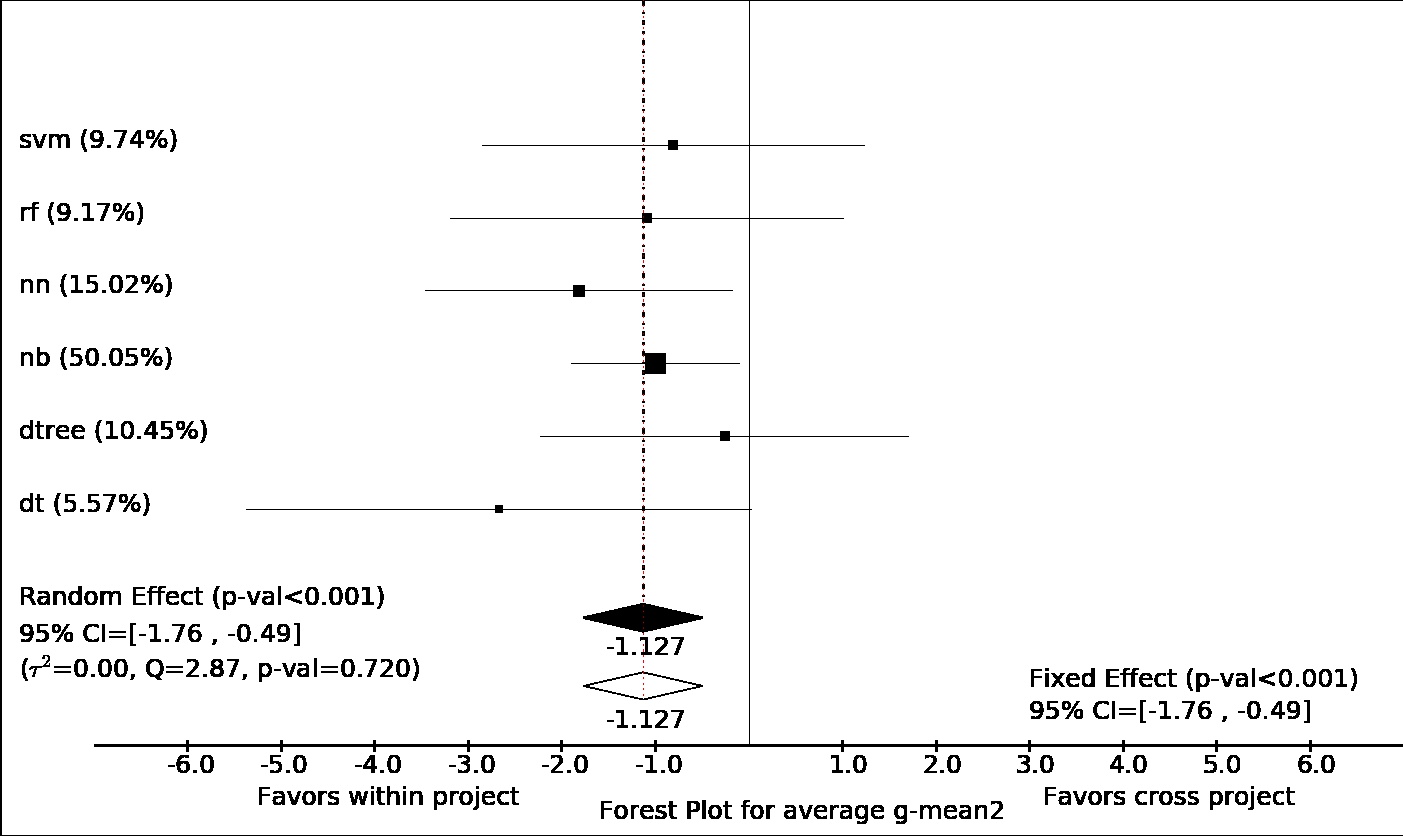 svm (9.74%)
rf (9.17%)
nn (15.02%)
nb (50.05%)
dtree (10.45%)
dt (5.57%)
Random Effect (p-val<0.001)
95% CI=[-1.76 , -0.49]
(τ²=0.00, Q=2.87, p-val=0.720)
-1.127
-1.127
Fixed Effect (p-val<0.001)
95% CI=[-1.76 , -0.49]
-6.0 -5.0 -4.0 -3.0 -2.0 -1.0 1.0 2.0 3.0 4.0 5.0 6.0
Favors within project
Forest Plot for average g-mean2
Favors cross project